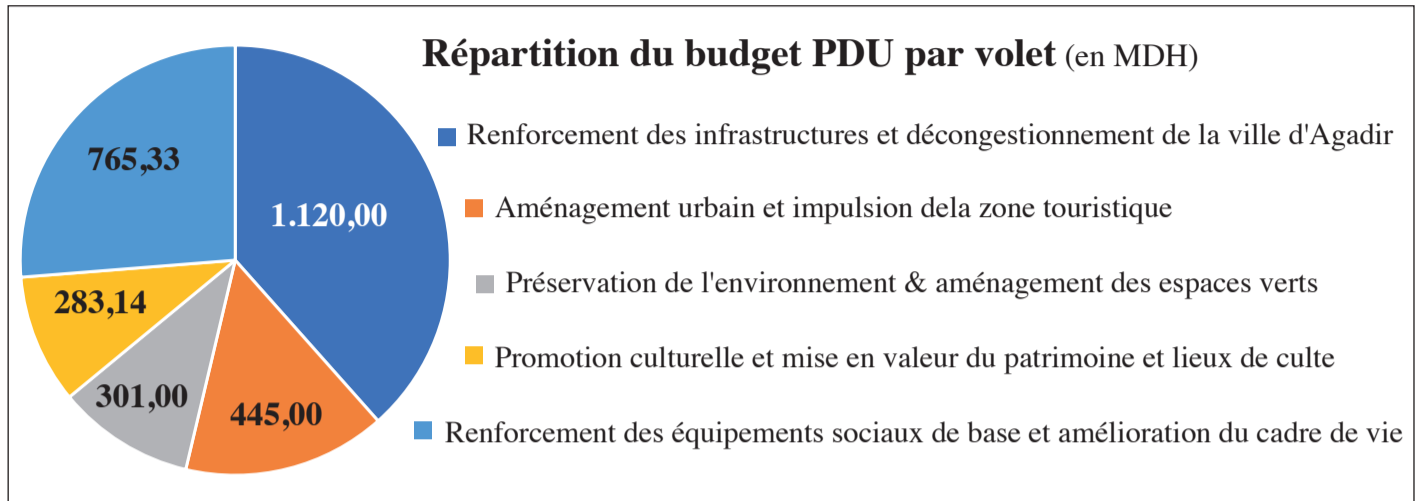 Répartition du budget PDU par volet (en MDH)
765,33
1.120,00
283,14
301,00
445,00
Renforcement des infrastructures et décongestionnement de la ville d'Agadir
Aménagement urbain et impulsion dela zone touristique
Préservation de l'environnement & aménagement des espaces verts
Promotion culturelle et mise en valeur du patrimoine et lieux de culte
Renforcement des équipements sociaux de base et amélioration du cadre de vie